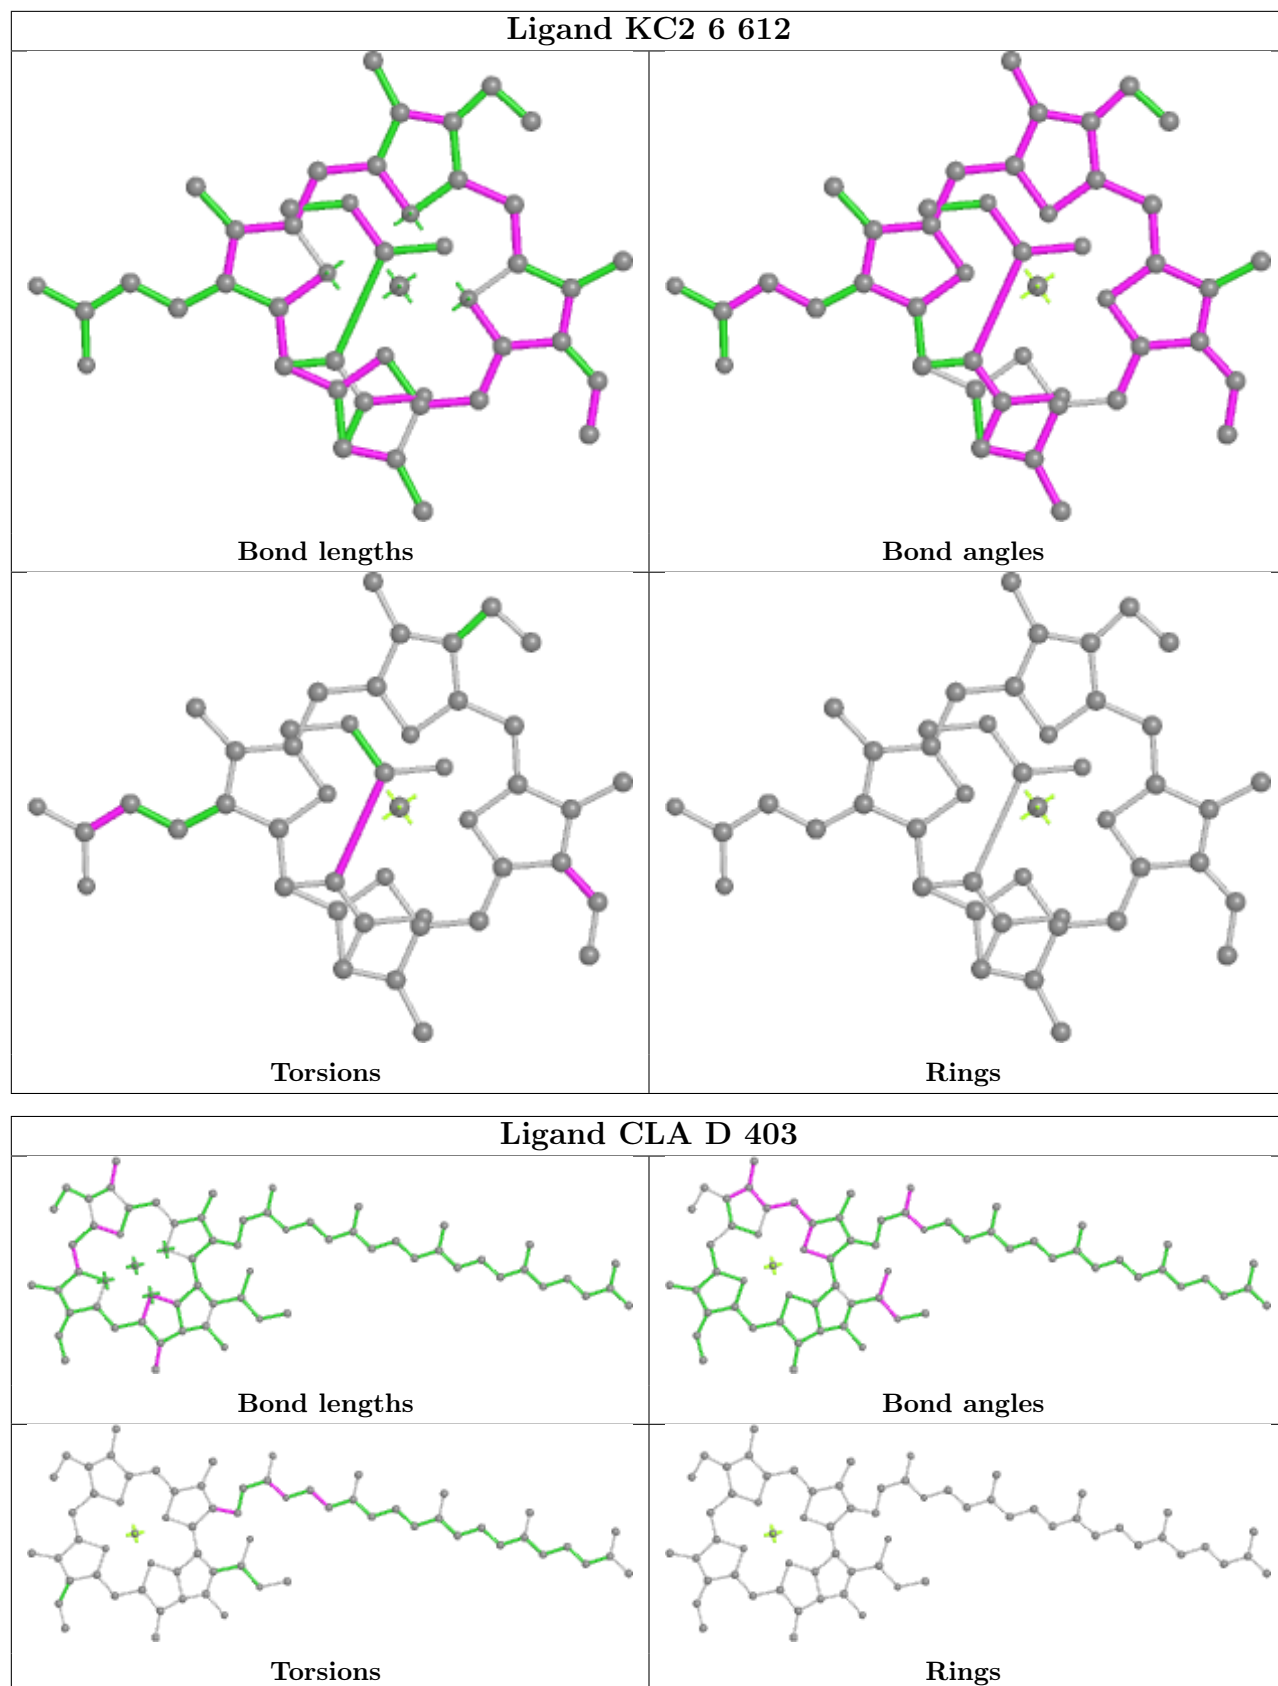 Ligand KC2 6 612
Bond lengths
Bond angles
Torsions
Rings
Ligand CLA D 403
Bond lengths
Bond angles
Torsions
Rings